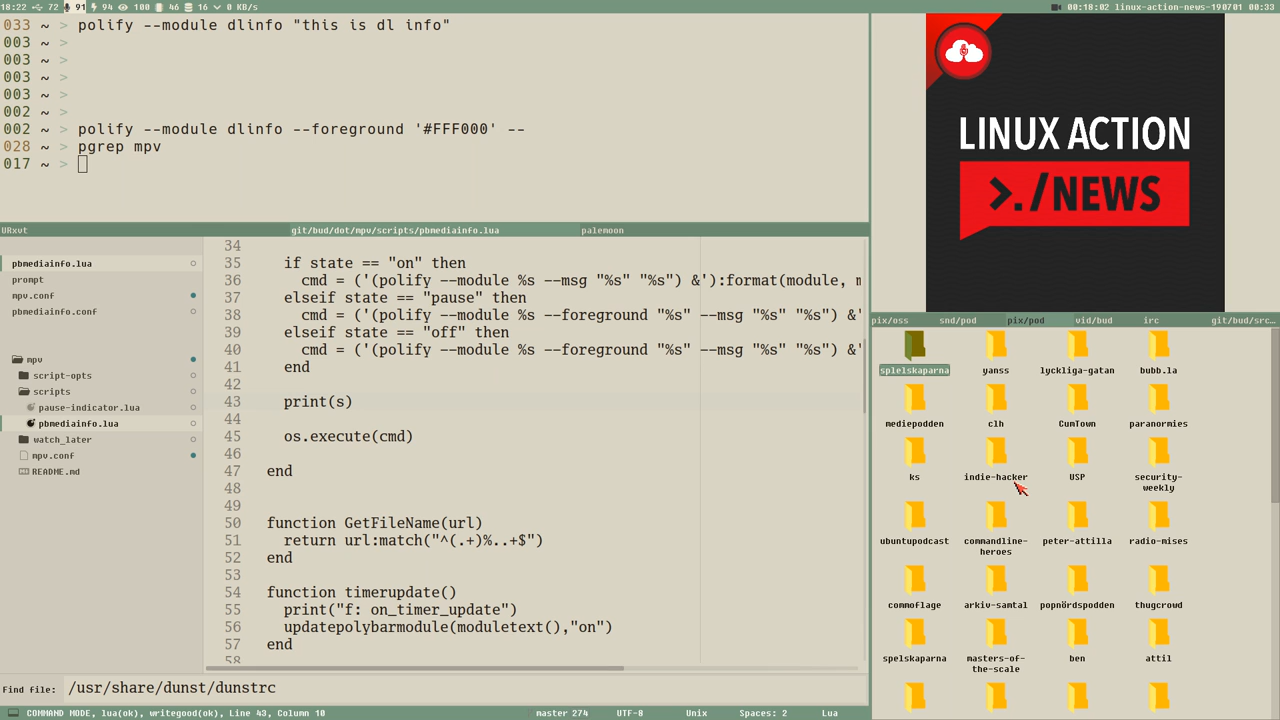 18:22 72 91 94 100 46 16 0 KB/s
00:18:02 linux-action-news-190701 00:33
033 ~ > polify --module dlinfo "this is dl info"
003 ~ >
003 ~ >
003 ~ >
003 ~ >
002 ~ >
002 ~ > polify --module dlinfo --foreground '#FFF000' --
028 ~ > pgrep mpv
017 ~ >
URxvt git/bud/dot/mpv/scripts/pbmediainfo.lua palemoon
pbmediainfo.lua
prompt
mpv.conf
pbmediainfo.conf
mpv
script-opts
scripts
pause-indicator.lua
pbmediainfo.lua
watch_later
mpv.conf
README.md
34
35 if state == "on" then
36 cmd = ('(polify --module %s --msg "%s" "%s") &'):format(module, m
37 elseif state == "pause" then
38 cmd = ('(polify --module %s --foreground "%s" --msg "%s" "%s") &'
39 elseif state == "off" then
40 cmd = ('(polify --module %s --foreground "%s" --msg "%s" "%s") &'
41 end
42
43 print(s)
44
45 os.execute(cmd)
46
47 end
48
49
50 function GetFileName(url)
51 return url:match("^(.+)%..+$")
52 end
53
54 function timerupdate()
55 print("f: on_timer_update")
56 updatepolybarmodule(moduletext(),"on")
57 end
58
Find file: /usr/share/dunst/dunstrc
COMMAND MODE, lua(ok), writegood(ok), Line 43, Column 10 master 274 UTF-8 Unix Spaces: 2 Lua
LINUX ACTION
>./NEWS
pix/oss snd/pod pix/pod vid/bud irc git/bud/src...
splelskaparna yanss lyckliga-gatan bubb.la
mediepodden clh CumTown paranormies
ks indie-hacker USP security-
weekly
ubuntupodcast commandline-
heroes peter-attilla radio-mises
commoflage arkiv-samtal popnördspodden thugcrowd
spelskaparna masters-of-
the-scale ben attil